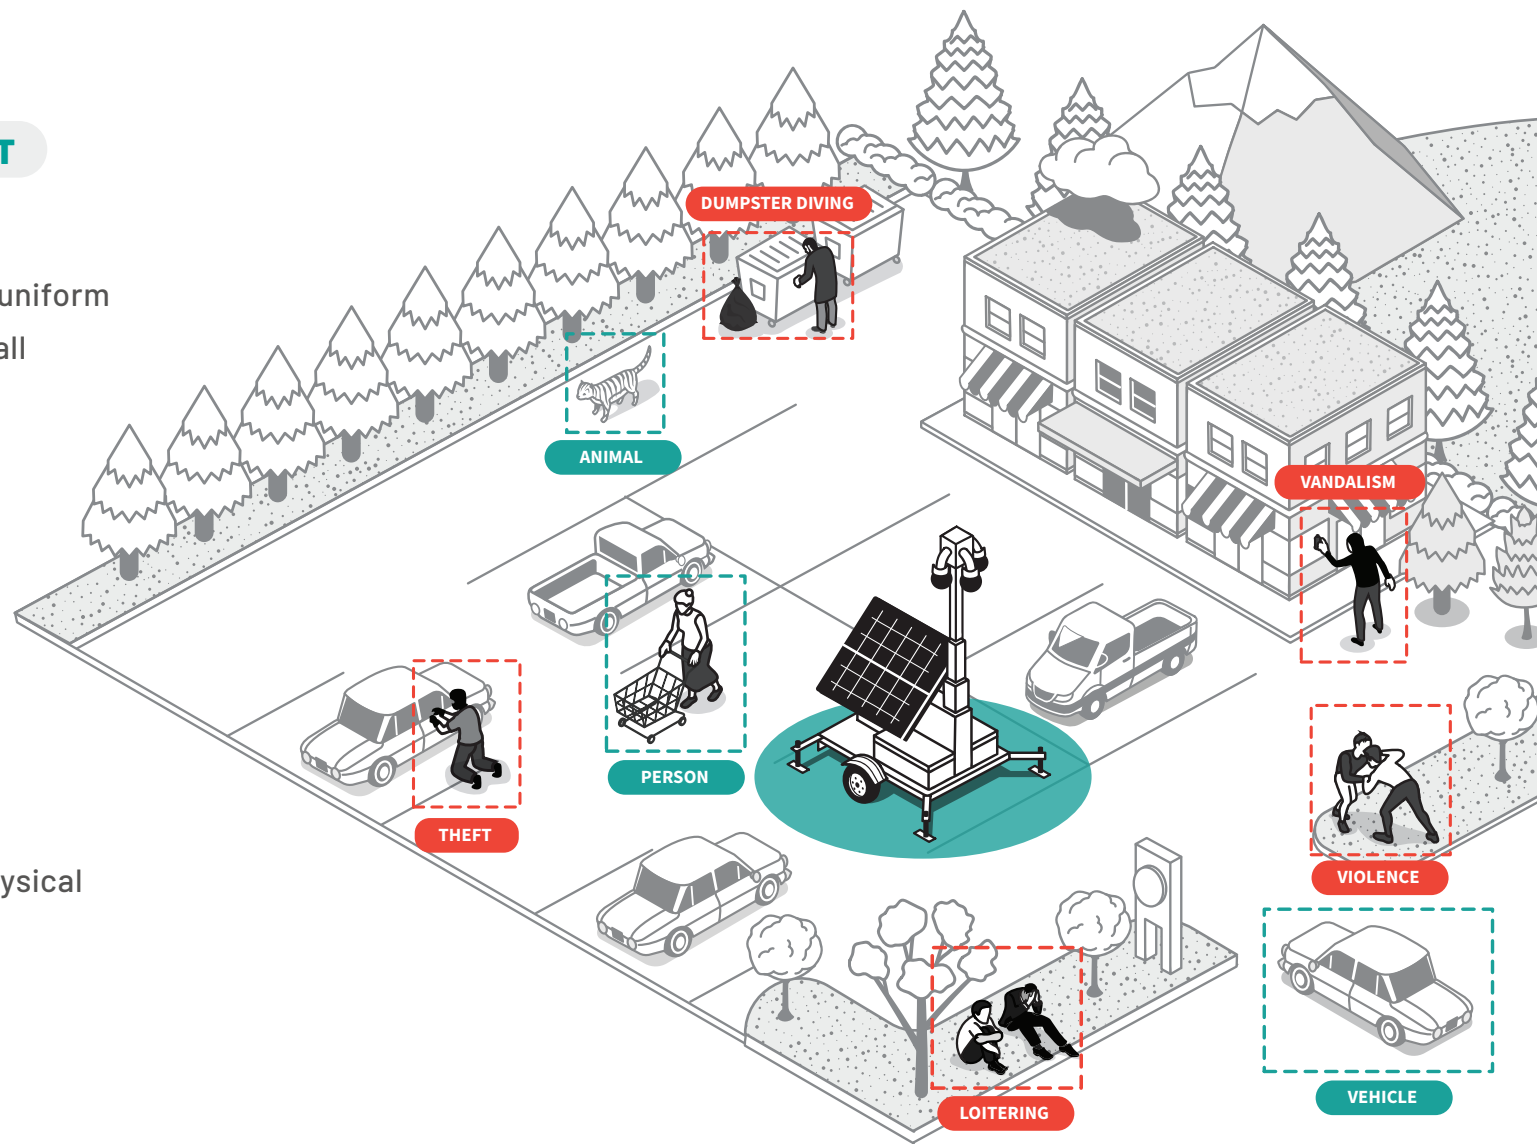 T
uniform
all
ysical
DUMPSTER DIVING
ANIMAL
VANDALISM
PERSON
THEFT
VIOLENCE
LOITERING
VEHICLE